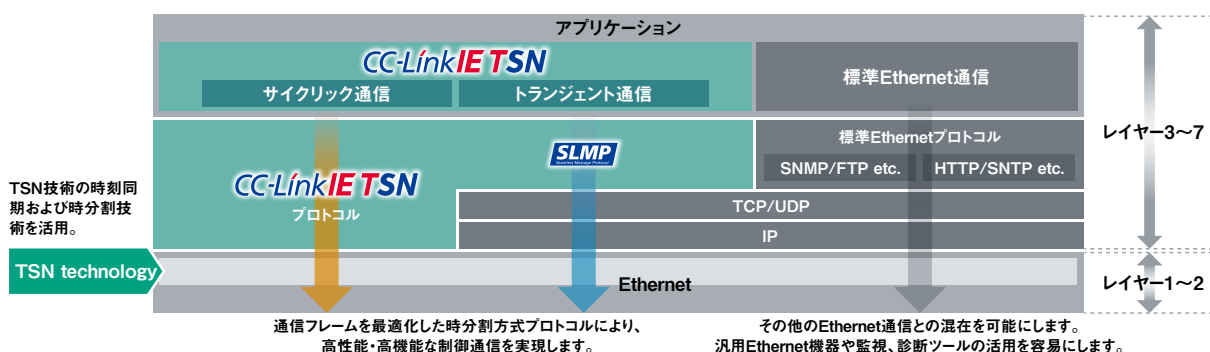 アプリケーション
CC-Link IE TSN
サイクリック通信
トランジェント通信
標準Ethernet通信
レイヤー3～7
SLMP
Seamless Message Protocol
標準Ethernetプロトコル
SNMP/FTP etc.
HTTP/SNTP etc.
CC-Link IE TSN
プロトコル
TCP/UDP
IP
TSN技術の時刻同
期および時分割技
術を活用。
TSN technology
Ethernet
レイヤー1～2
通信フレームを最適化した時分割方式プロトコルにより、
高性能・高機能な制御通信を実現します。
その他のEthernet通信との混在を可能にします。
汎用Ethernet機器や監視、診断ツールの活用を容易にします。